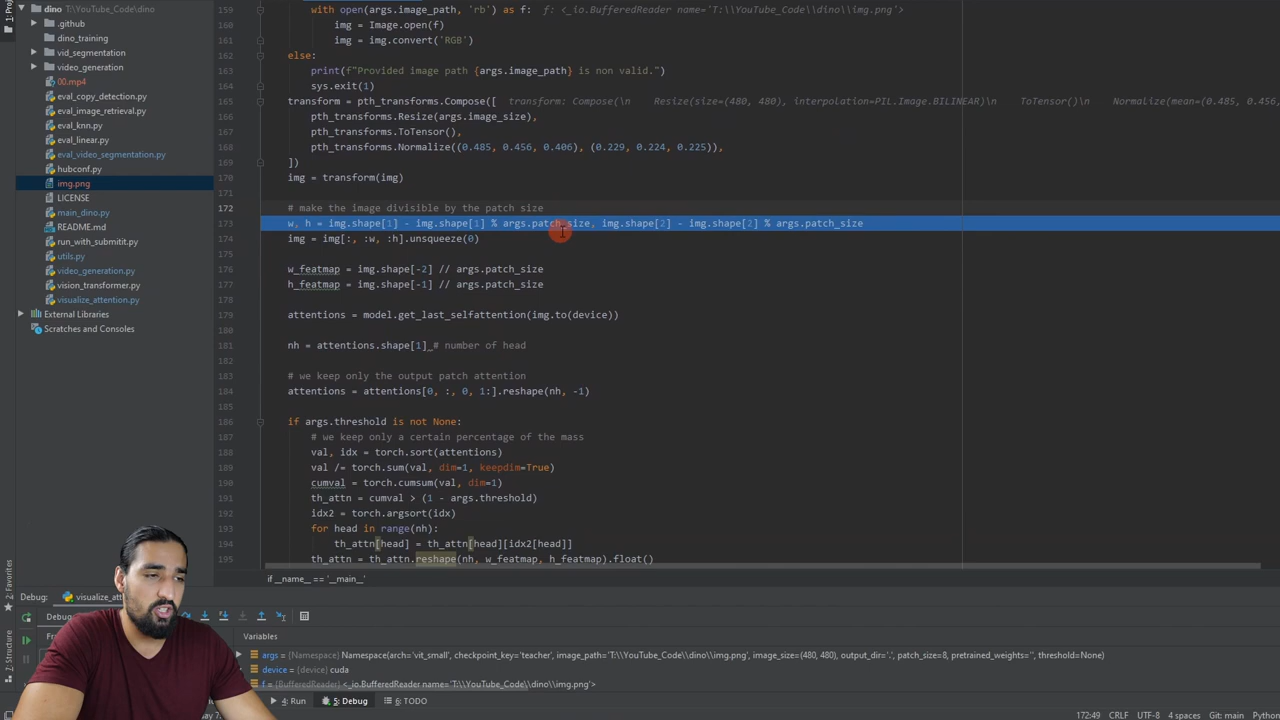 1: Proj
dino T:\YouTube_Code\dino
.github
dino_training
vid_segmentation
video_generation
00.mp4
eval_copy_detection.py
eval_image_retrieval.py
eval_knn.py
eval_linear.py
eval_video_segmentation.py
hubconf.py
img.png
LICENSE
main_dino.py
README.md
run_with_submitit.py
utils.py
video_generation.py
vision_transformer.py
visualize_attention.py
External Libraries
Scratches and Consoles
159 with open(args.image_path, 'rb') as f: f: <_io.BufferedReader name='T:\\YouTube_Code\\dino\\img.png'>
160 img = Image.open(f)
161 img = img.convert('RGB')
162 else:
163 print(f"Provided image path {args.image_path} is non valid.")
164 sys.exit(1)
165 transform = pth_transforms.Compose([ transform: Compose(\n Resize(size=(480, 480), interpolation=PIL.Image.BILINEAR)\n ToTensor()\n Normalize(mean=(0.485, 0.456,
166 pth_transforms.Resize(args.image_size),
167 pth_transforms.ToTensor(),
168 pth_transforms.Normalize((0.485, 0.456, 0.406), (0.229, 0.224, 0.225)),
169 ])
170 img = transform(img)
171
172 # make the image divisible by the patch size
173 w, h = img.shape[1] - img.shape[1] % args.patch_size, img.shape[2] - img.shape[2] % args.patch_size
174 img = img[:, :w, :h].unsqueeze(0)
175
176 w_featmap = img.shape[-2] // args.patch_size
177 h_featmap = img.shape[-1] // args.patch_size
178
179 attentions = model.get_last_selfattention(img.to(device))
180
181 nh = attentions.shape[1] # number of head
182
183 # we keep only the output patch attention
184 attentions = attentions[0, :, 0, 1:].reshape(nh, -1)
185
186 if args.threshold is not None:
187 # we keep only a certain percentage of the mass
188 val, idx = torch.sort(attentions)
189 val /= torch.sum(val, dim=1, keepdim=True)
190 cumval = torch.cumsum(val, dim=1)
191 th_attn = cumval > (1 - args.threshold)
192 idx2 = torch.argsort(idx)
193 for head in range(nh):
194 th_attn[head] = th_attn[head][idx2[head]]
195 th_attn = th_attn.reshape(nh, w_featmap, h_featmap).float()
if __name__ == '__main__'
2: Favorites
7: Structure
Debug: visualize_att
Debug
Variables
args = {Namespace} Namespace(arch='vit_small', checkpoint_key='teacher', image_path='T:\\YouTube_Code\\dino\\img.png', image_size=(480, 480), output_dir='.', patch_size=8, pretrained_weights='', threshold=None)
device = {device} cuda
f = {BufferedReader} <_io.BufferedReader name='T:\\YouTube_Code\\dino\\img.png'>
4: Run 5: Debug 6: TODO
172:49 CRLF UTF-8 4 spaces Git: main Python